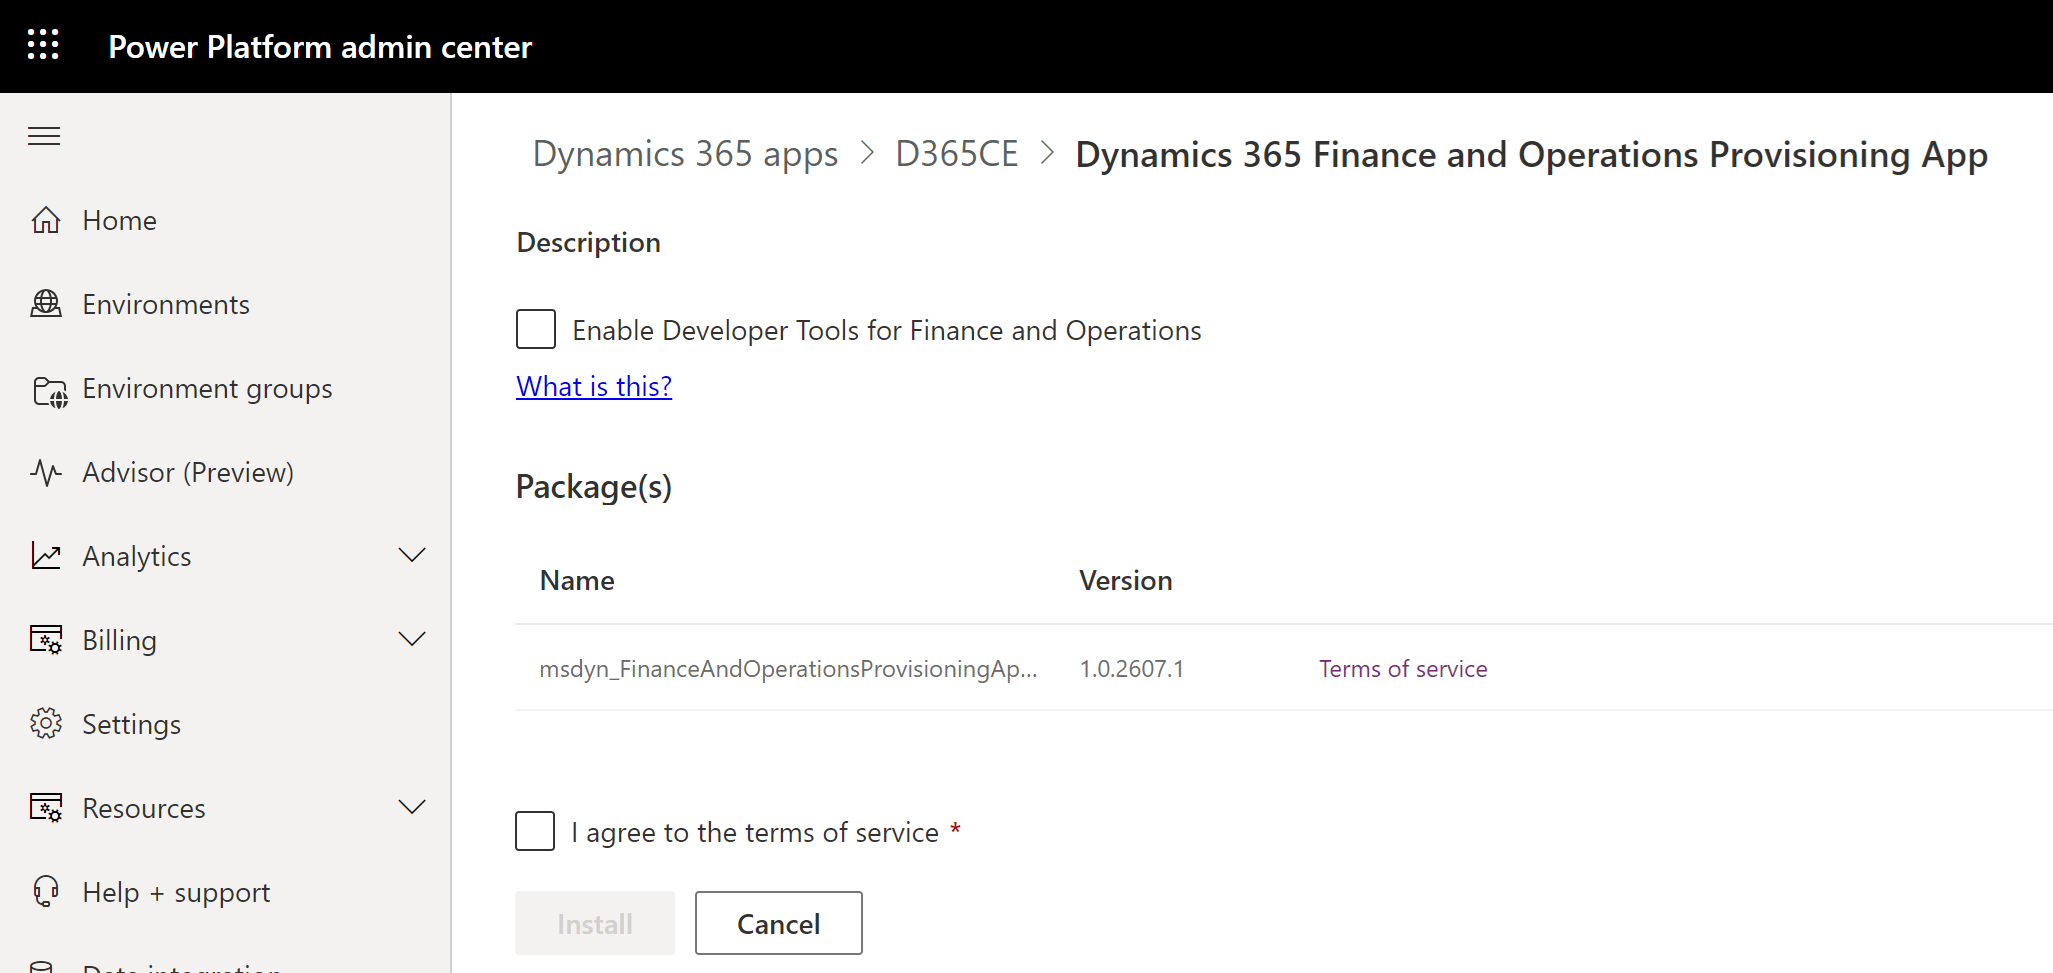 Power Platform admin center
Home
Environments
Environment groups
Advisor (Preview)
Analytics
Billing
Settings
Resources
Help + support
Data integration
Dynamics 365 apps > D365CE > Dynamics 365 Finance and Operations Provisioning App
Description
Enable Developer Tools for Finance and Operations
What is this?
Package(s)
Name Version
msdyn_FinanceAndOperationsProvisioningAp... 1.0.2607.1 Terms of service
I agree to the terms of service *
Install Cancel